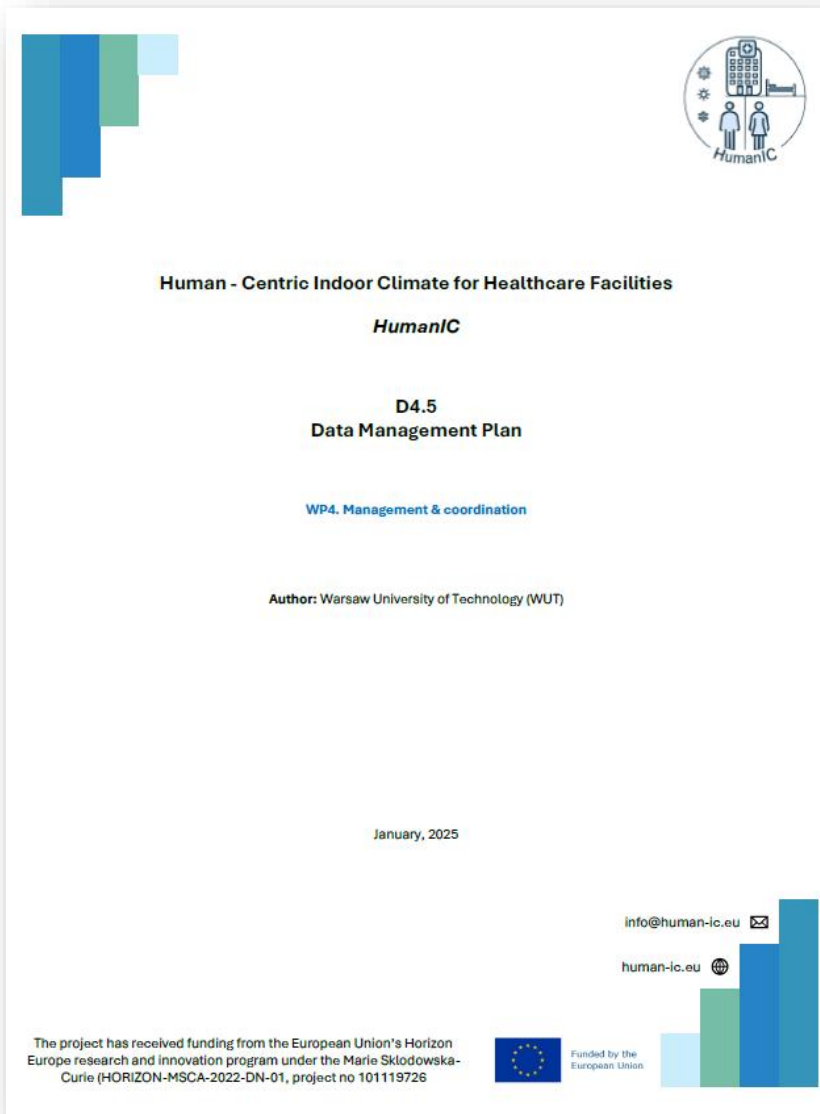 HumanIC
Human - Centric Indoor Climate for Healthcare Facilities
HumanIC
D4.5
Data Management Plan
WP4. Management & coordination
Author: Warsaw University of Technology (WUT)
January, 2025
info@human-ic.eu
human-ic.eu
The project has received funding from the European Union's Horizon
Europe research and innovation program under the Marie Sklodowska-
Curie (HORIZON-MSCA-2022-DN-01, project no 101119726
Funded by the
European Union